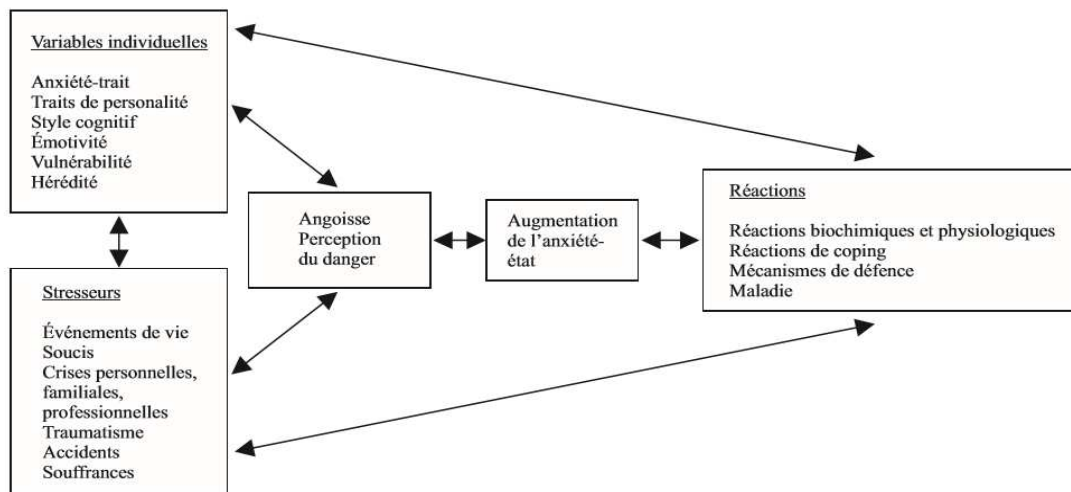 Variables individuelles
Anxiété-trait
Traits de personalité
Style cognitif
Émotivité
Vulnérabilité
Hérédité
Stresseurs
Événements de vie
Soucis
Crises personnelles,
familiales,
professionnelles
Traumatisme
Accidents
Souffrances
Angoisse
Perception
du danger
Augmentation
de l'anxiété-
état
Réactions
Réactions biochimiques et physiologiques
Réactions de coping
Mécanismes de défence
Maladie